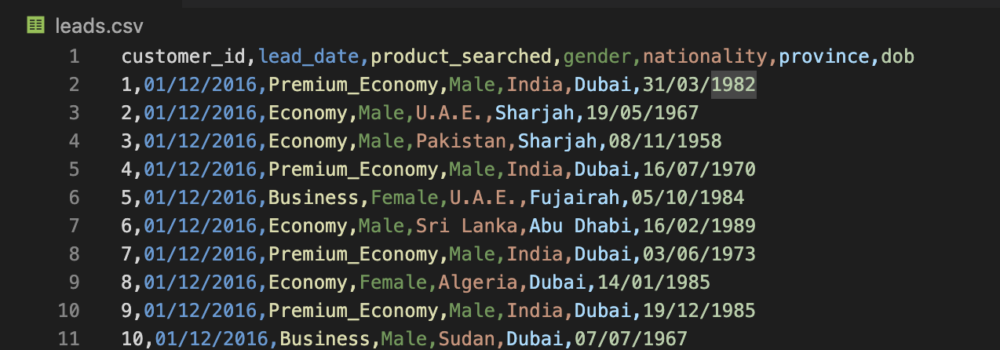 leads.csv
1 customer_id,lead_date,product_searched,gender,nationality,province,dob
2 1,01/12/2016,Premium_Economy,Male,India,Dubai,31/03/1982
3 2,01/12/2016,Economy,Male,U.A.E.,Sharjah,19/05/1967
4 3,01/12/2016,Economy,Male,Pakistan,Sharjah,08/11/1958
5 4,01/12/2016,Premium_Economy,Male,India,Dubai,16/07/1970
6 5,01/12/2016,Business,Female,U.A.E.,Fujairah,05/10/1984
7 6,01/12/2016,Economy,Male,Sri Lanka,Abu Dhabi,16/02/1989
8 7,01/12/2016,Premium_Economy,Male,India,Dubai,03/06/1973
9 8,01/12/2016,Economy,Female,Algeria,Dubai,14/01/1985
10 9,01/12/2016,Premium_Economy,Male,India,Dubai,19/12/1985
11 10,01/12/2016,Business,Male,Sudan,Dubai,07/07/1967